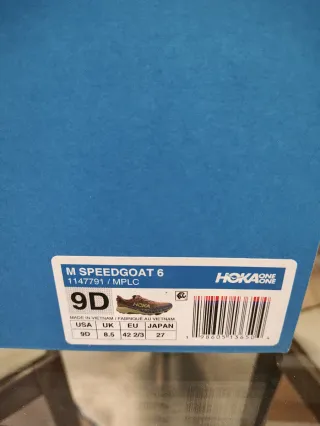 M SPEEDGOAT 6
1147791 / MPLC
HOKA ONE ONE
9D
MADE IN VIETNAM / FABRIQUÉ AU VIETNAM
USA UK EU JAPAN
9D 8.5 42 2/3 27